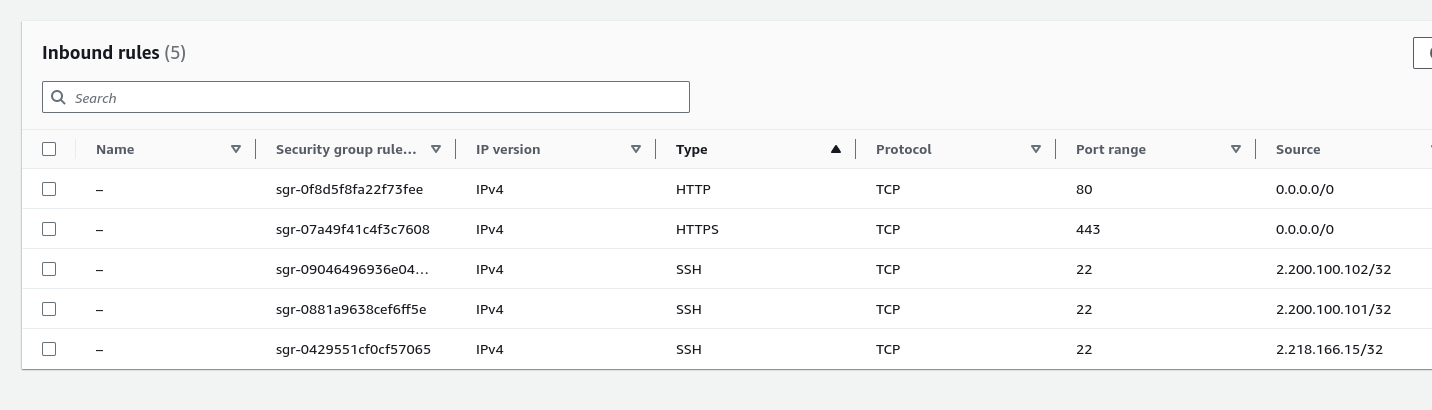 Inbound rules (5)
Search
Name Security group rule... IP version Type Protocol Port range Source
– sgr-0f8d5f8fa22f73fee IPv4 HTTP TCP 80 0.0.0.0/0
– sgr-07a49f41c4f3c7608 IPv4 HTTPS TCP 443 0.0.0.0/0
– sgr-09046496936e04... IPv4 SSH TCP 22 2.200.100.102/32
– sgr-0881a9638cef6ff5e IPv4 SSH TCP 22 2.200.100.101/32
– sgr-0429551cf0cf57065 IPv4 SSH TCP 22 2.218.166.15/32